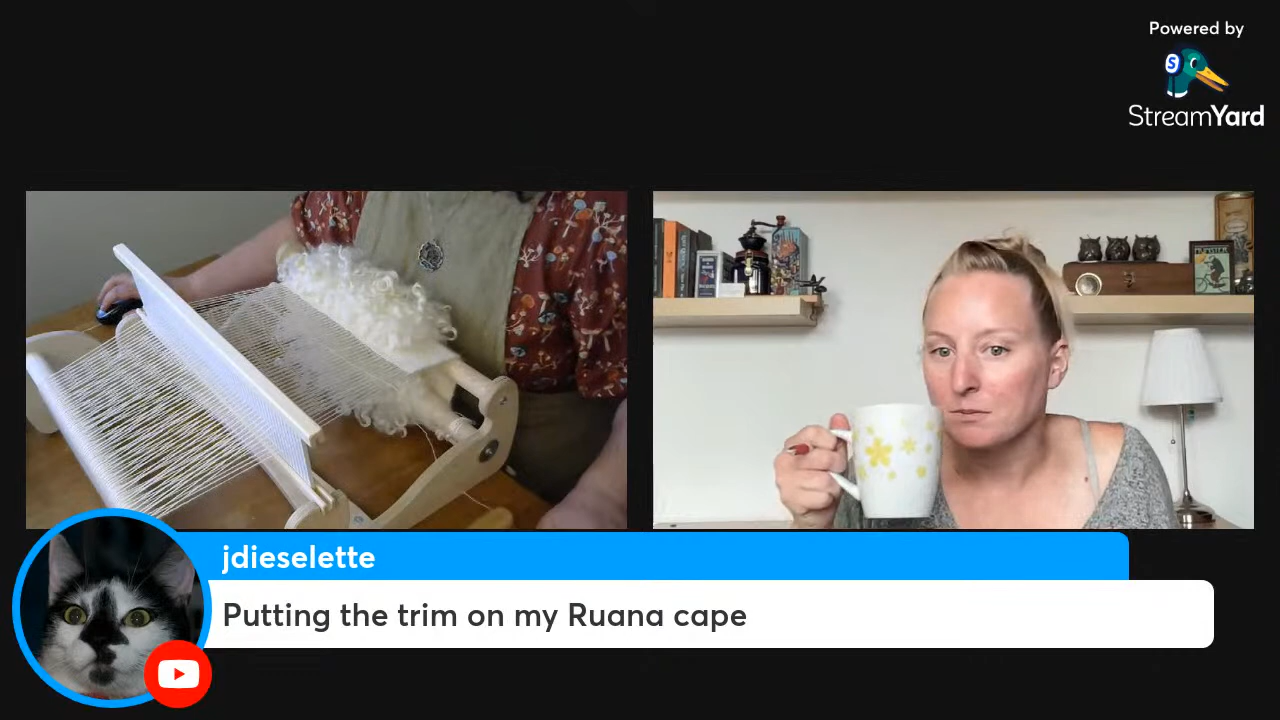 Powered by
S
StreamYard
jdieselette
Putting the trim on my Ruana cape